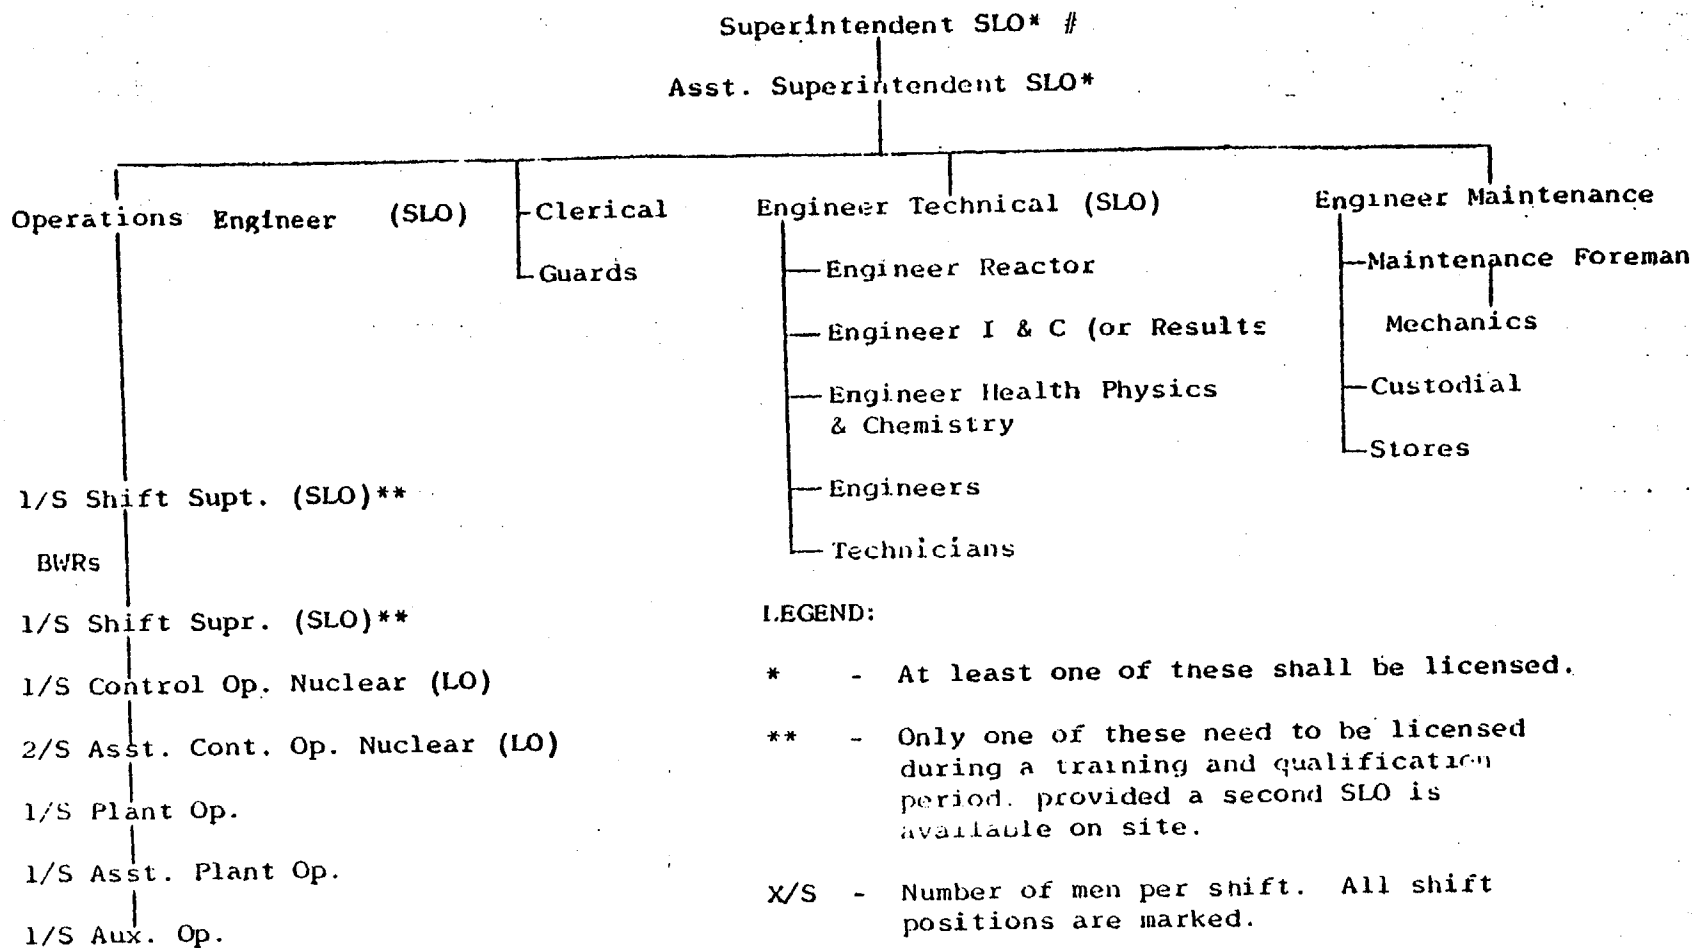 Superintendent SLO* #
Asst. Superintendent SLO*
Operations Engineer (SLO)
Clerical
Guards
Engineer Technical (SLO)
Engineer Reactor
Engineer I & C (or Results
Engineer Health Physics
& Chemistry
Engineers
Technicians
Engineer Maintenance
Maintenance Foreman
Mechanics
Custodial
Stores
1/S Shift Supt. (SLO)**
BWRs
1/S Shift Supr. (SLO)**
1/S Control Op. Nuclear (LO)
2/S Asst. Cont. Op. Nuclear (LO)
1/S Plant Op.
1/S Asst. Plant Op.
1/S Aux. Op.
LEGEND:
* - At least one of these shall be licensed.
** - Only one of these need to be licensed
during a training and qualification
period. provided a second SLO is
available on site.
X/S - Number of men per shift. All shift
positions are marked.